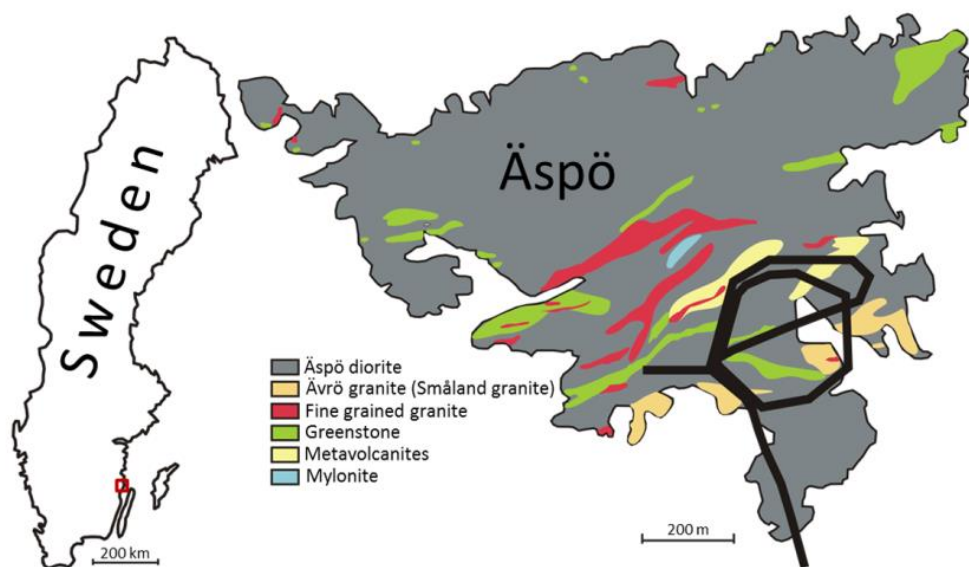 Sweden
Äspö
Äspö diorite
Ävrö granite (Småland granite)
Fine grained granite
Greenstone
Metavolcanites
Mylonite
200 km
200 m